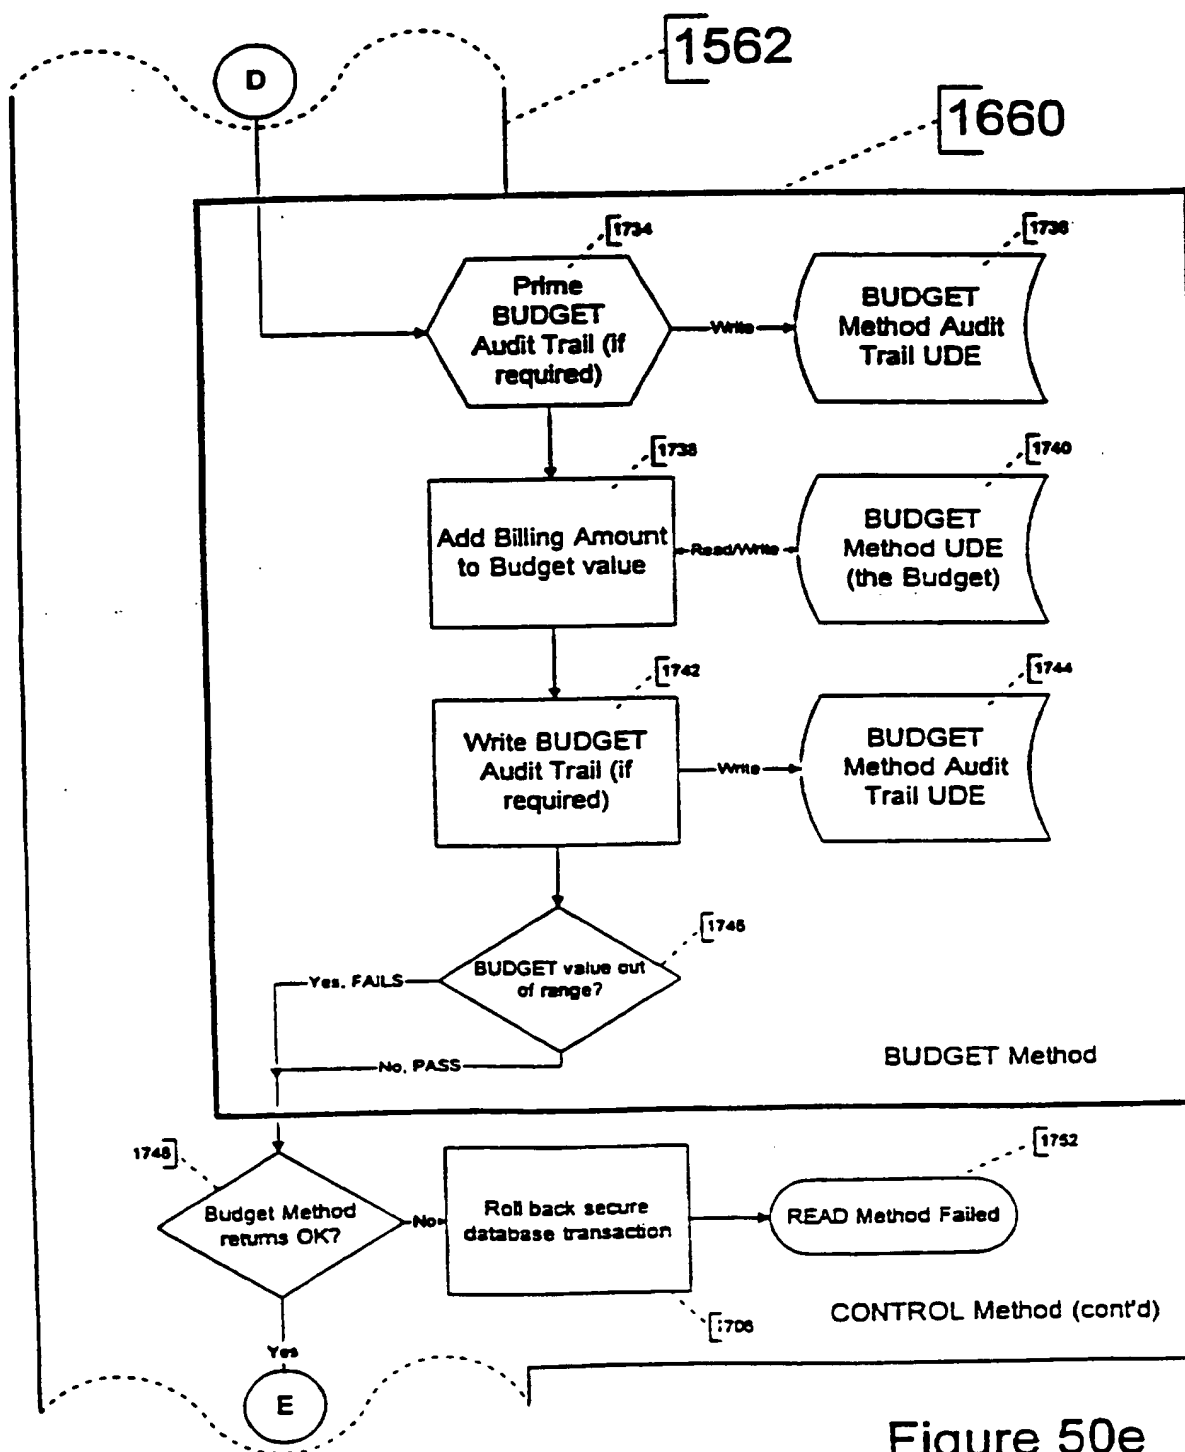 1562
D
1660
1734
1736
Prime
BUDGET
Audit Trail (if
required)
Write
BUDGET
Method Audit
Trail UDE
1738
1740
Add Billing Amount
to Budget value
Read/Write
BUDGET
Method UDE
(the Budget)
1742
1744
Write BUDGET
Audit Trail (if
required)
Write
BUDGET
Method Audit
Trail UDE
1746
BUDGET value out
of range?
Yes, FAILS
No, PASS
BUDGET Method
1748
1752
Budget Method
returns OK?
No
Roll back secure
database transaction
READ Method Failed
CONTROL Method (cont'd)
Yes
E
Figure 50e